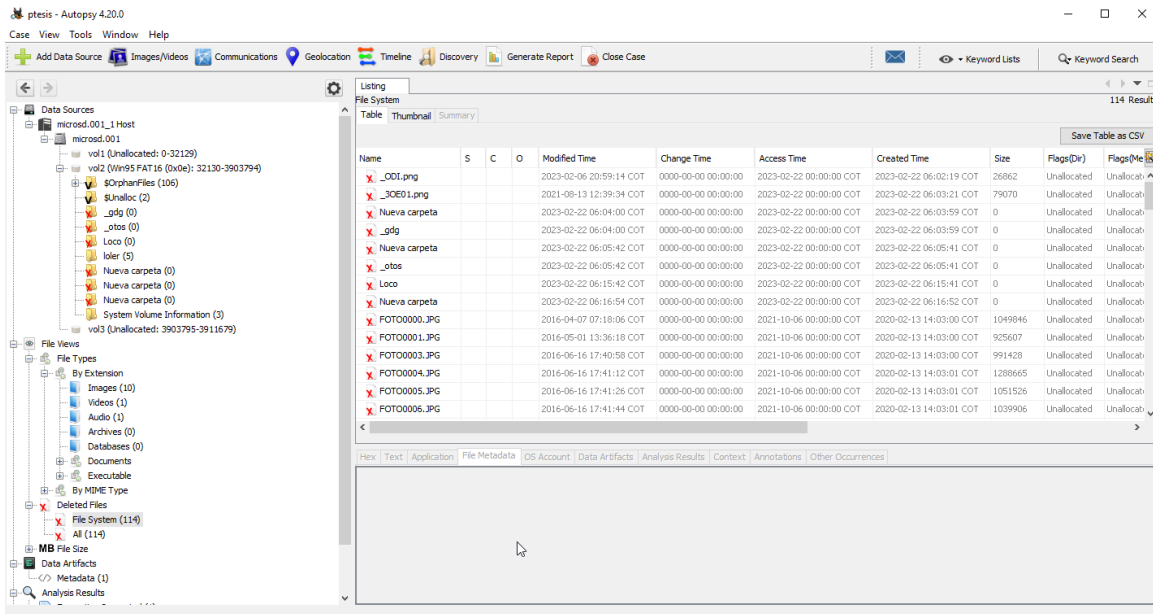 ptesis - Autopsy 4.20.0
Case View Tools Window Help
Add Data Source Images/Videos Communications Geolocation Timeline Discovery Generate Report Close Case Keyword Lists Keyword Search
Listing
File System 114 Result
Table Thumbnail Summary
Save Table as CSV
Data Sources
microsd.001_1 Host
microsd.001
vol1 (Unallocated: 0-32129)
vol2 (Win95 FAT16 (0x0e): 32130-3903794)
$OrphanFiles (106)
$Unalloc (2)
_gdg (0)
_otos (0)
Loco (0)
loler (5)
Nueva carpeta (0)
Nueva carpeta (0)
Nueva carpeta (0)
System Volume Information (3)
vol3 (Unallocated: 3903795-3911679)
File Views
File Types
By Extension
Images (10)
Videos (1)
Audio (1)
Archives (0)
Databases (0)
Documents
Executable
By MIME Type
Deleted Files
File System (114)
All (114)
MB File Size
Data Artifacts
Metadata (1)
Analysis Results
Name S C O Modified Time Change Time Access Time Created Time Size Flags(Dir) Flags(Me
_ODI.png 2023-02-06 20:59:14 COT 0000-00-00 00:00:00 2023-02-22 00:00:00 COT 2023-02-22 06:02:19 COT 26862 Unallocated Unallocat
_3OE01.png 2021-08-13 12:39:34 COT 0000-00-00 00:00:00 2023-02-22 00:00:00 COT 2023-02-22 06:03:21 COT 79070 Unallocated Unallocat
Nueva carpeta 2023-02-22 06:04:00 COT 0000-00-00 00:00:00 2023-02-22 00:00:00 COT 2023-02-22 06:03:59 COT 0 Unallocated Unallocat
_gdg 2023-02-22 06:04:00 COT 0000-00-00 00:00:00 2023-02-22 00:00:00 COT 2023-02-22 06:03:59 COT 0 Unallocated Unallocat
Nueva carpeta 2023-02-22 06:05:42 COT 0000-00-00 00:00:00 2023-02-22 00:00:00 COT 2023-02-22 06:05:41 COT 0 Unallocated Unallocat
_otos 2023-02-22 06:05:42 COT 0000-00-00 00:00:00 2023-02-22 00:00:00 COT 2023-02-22 06:05:41 COT 0 Unallocated Unallocat
Loco 2023-02-22 06:15:42 COT 0000-00-00 00:00:00 2023-02-22 00:00:00 COT 2023-02-22 06:15:41 COT 0 Unallocated Unallocat
Nueva carpeta 2023-02-22 06:16:54 COT 0000-00-00 00:00:00 2023-02-22 00:00:00 COT 2023-02-22 06:16:52 COT 0 Unallocated Unallocat
FOTO0000.JPG 2016-04-07 07:18:06 COT 0000-00-00 00:00:00 2021-10-06 00:00:00 COT 2020-02-13 14:03:00 COT 1049846 Unallocated Unallocat
FOTO0001.JPG 2016-05-01 13:36:18 COT 0000-00-00 00:00:00 2021-10-06 00:00:00 COT 2020-02-13 14:03:00 COT 925607 Unallocated Unallocat
FOTO0003.JPG 2016-06-16 17:40:58 COT 0000-00-00 00:00:00 2021-10-06 00:00:00 COT 2020-02-13 14:03:00 COT 991428 Unallocated Unallocat
FOTO0004.JPG 2016-06-16 17:41:12 COT 0000-00-00 00:00:00 2021-10-06 00:00:00 COT 2020-02-13 14:03:01 COT 1288665 Unallocated Unallocat
FOTO0005.JPG 2016-06-16 17:41:26 COT 0000-00-00 00:00:00 2021-10-06 00:00:00 COT 2020-02-13 14:03:01 COT 1051526 Unallocated Unallocat
FOTO0006.JPG 2016-06-16 17:41:44 COT 0000-00-00 00:00:00 2021-10-06 00:00:00 COT 2020-02-13 14:03:01 COT 1039906 Unallocated Unallocat
Hex Text Application File Metadata OS Account Data Artifacts Analysis Results Context Annotations Other Occurrences